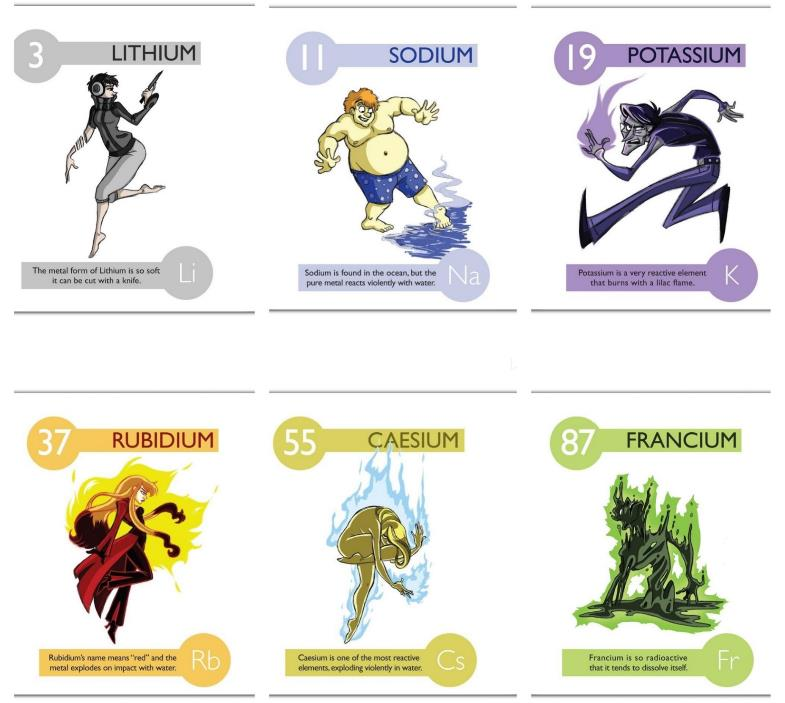 3 LITHIUM
The metal form of Lithium is so soft
it can be cut with a knife.
Li
11 SODIUM
Sodium is found in the ocean, but the
pure metal reacts violently with water.
Na
19 POTASSIUM
Potassium is a very reactive element
that burns with a lilac flame.
K
37 RUBIDIUM
Rubidium's name means "red" and the
metal explodes on impact with water.
Rb
55 CAESIUM
Caesium is one of the most reactive
elements, exploding violently in water.
Cs
87 FRANCIUM
Francium is so radioactive
that it tends to dissolve itself.
Fr